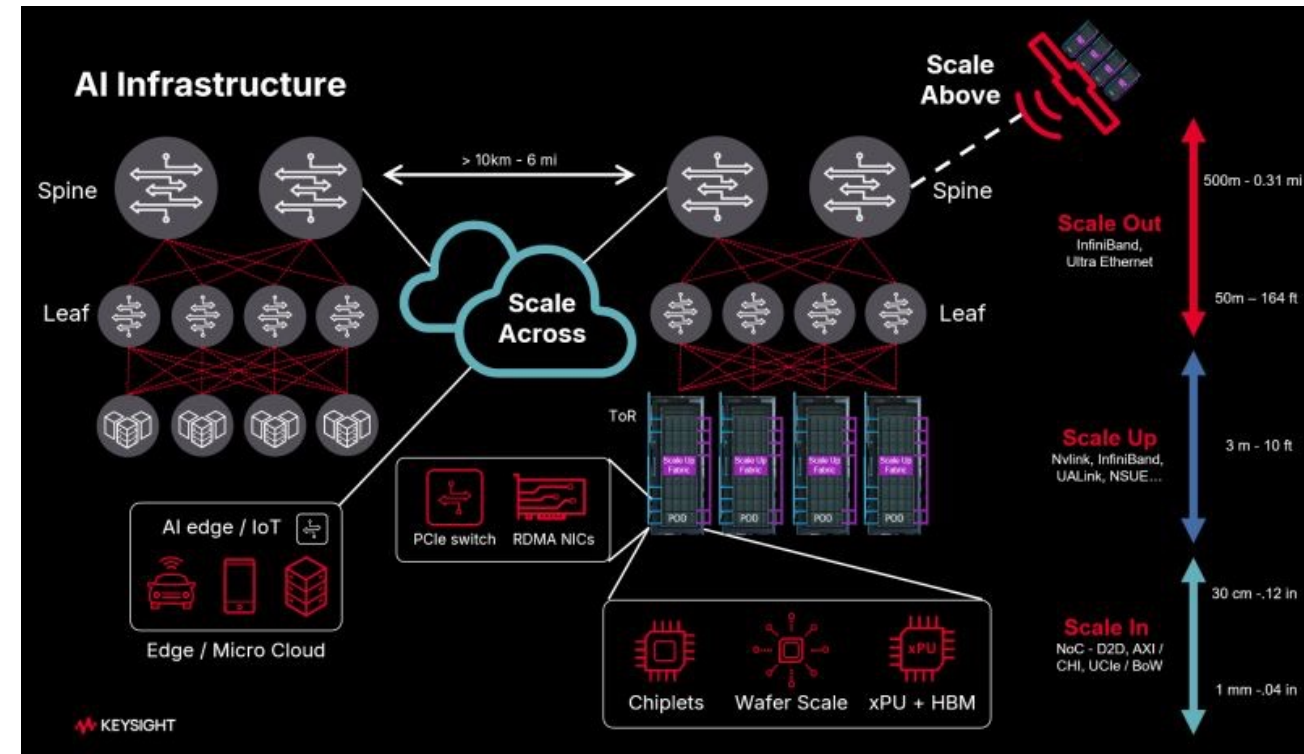 AI Infrastructure
Scale
Above
> 10km - 6 mi
Spine
Spine
500m - 0.31 mi
Scale Out
InfiniBand,
Ultra Ethernet
Leaf
Scale
Across
Leaf
50m – 164 ft
ToR
Scale Up
Fabric
Scale Up
Fabric
Scale Up
Fabric
Scale Up
Fabric
POD
POD
POD
POD
Scale Up
Nvlink, InfiniBand,
UALink, NSUE...
3 m - 10 ft
AI edge / IoT
PCIe switch
RDMA NICs
Edge / Micro Cloud
30 cm -.12 in
Scale In
NoC - D2D, AXI /
CHI, UCIe / BoW
xPU
Chiplets
Wafer Scale
xPU + HBM
1 mm -.04 in
KEYSIGHT